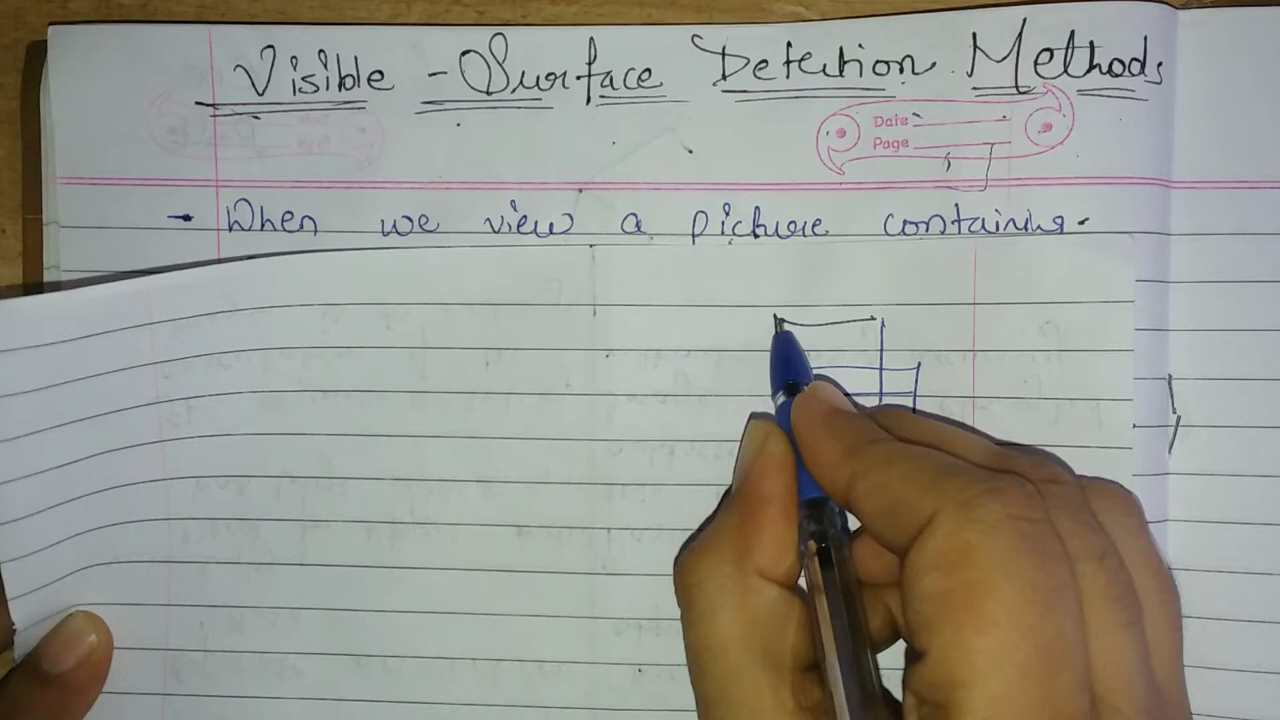 Visible - Surface Detection Methods
Date
Page
- When we view a picture containing.